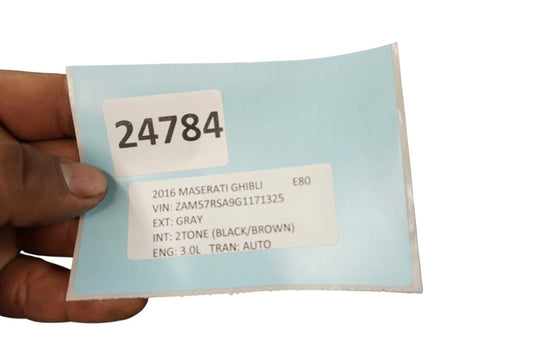 24784
2016 MASERATI GHIBLI E80
VIN: ZAM57RSA9G1171325
EXT: GRAY
INT: 2TONE (BLACK/BROWN)
ENG: 3.0L TRAN: AUTO